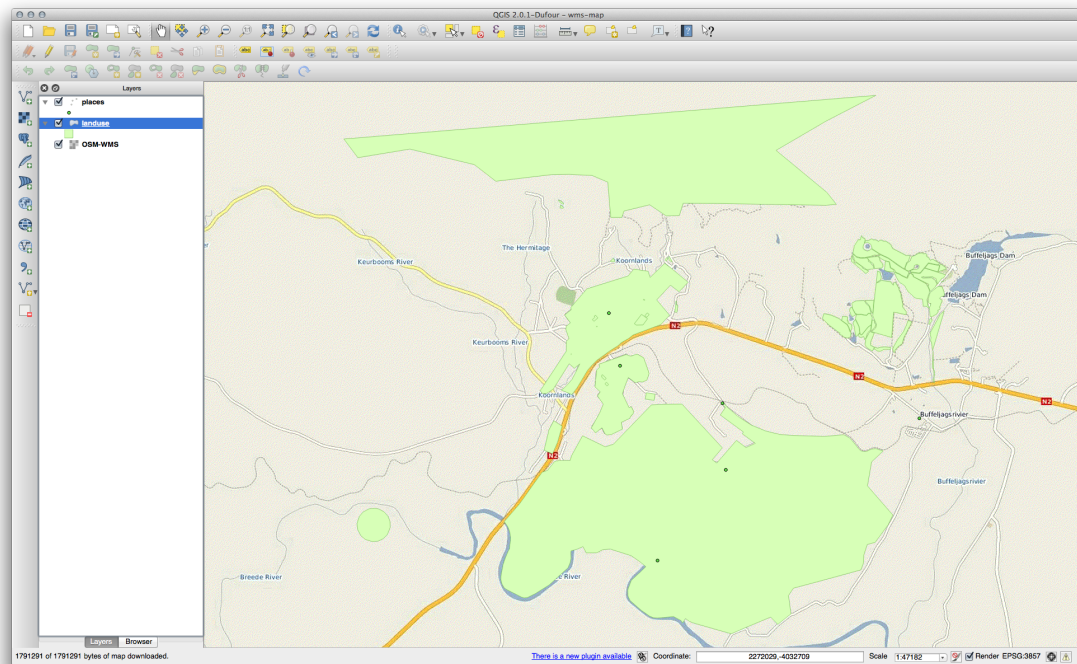 QGIS 2.0.1-Dufour - wms-map
Layers
places
landuse
OSM-WMS
The Hermitage
Keurbooms River
Koornlands
Buffeljags Dam
uffeljags Dam
N2
Keurbooms River
N2
Koornlands
N2
Buffeljagsrivier
N2
Buffeljagsrivier
Breede River
e River
Layers
Browser
1791291 of 1791291 bytes of map downloaded.
There is a new plugin available
Coordinate:
2272029,-4032709
Scale
1:47182
Render
EPSG:3857